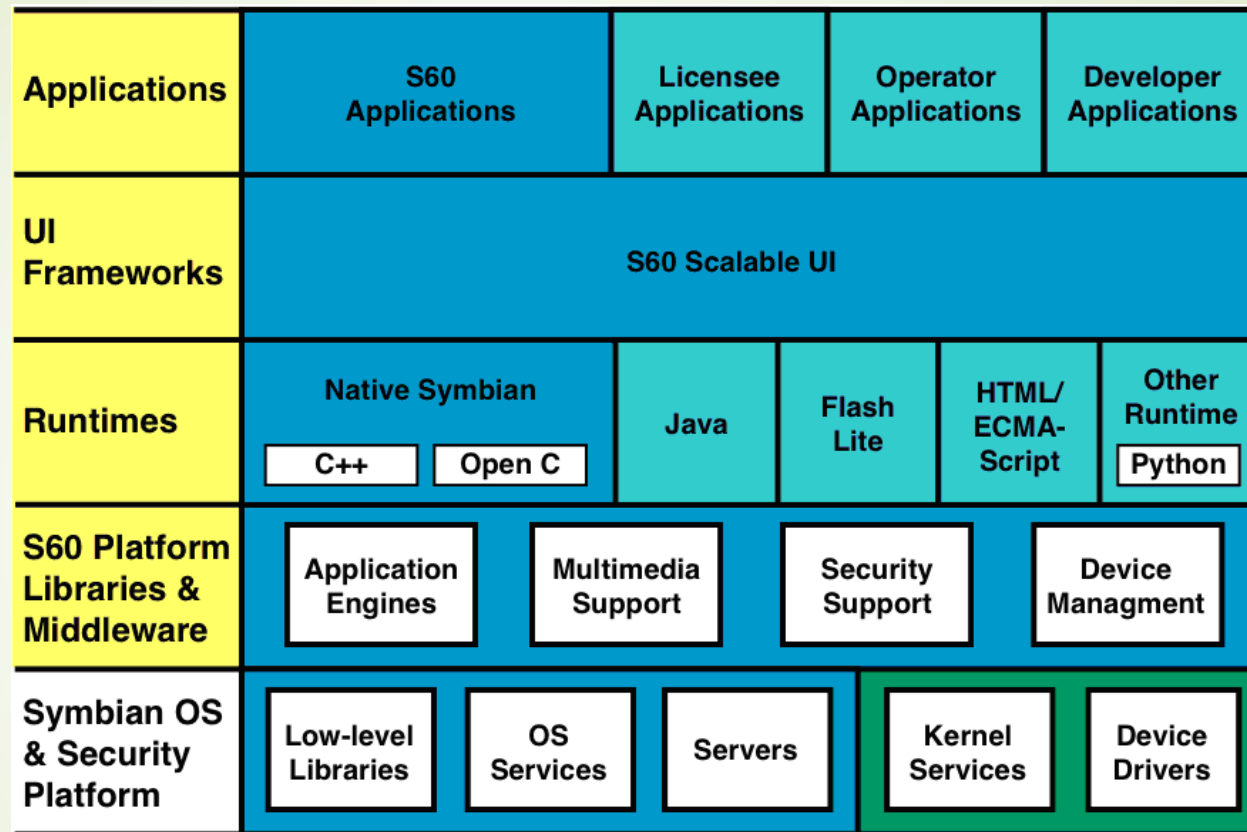 Applications
S60
Applications
Licensee
Applications
Operator
Applications
Developer
Applications
UI
Frameworks
S60 Scalable UI
Runtimes
Native Symbian
C++
Open C
Java
Flash
Lite
HTML/
ECMA-
Script
Other
Runtime
Python
S60 Platform
Libraries &
Middleware
Application
Engines
Multimedia
Support
Security
Support
Device
Managment
Symbian OS
& Security
Platform
Low-level
Libraries
OS
Services
Servers
Kernel
Services
Device
Drivers